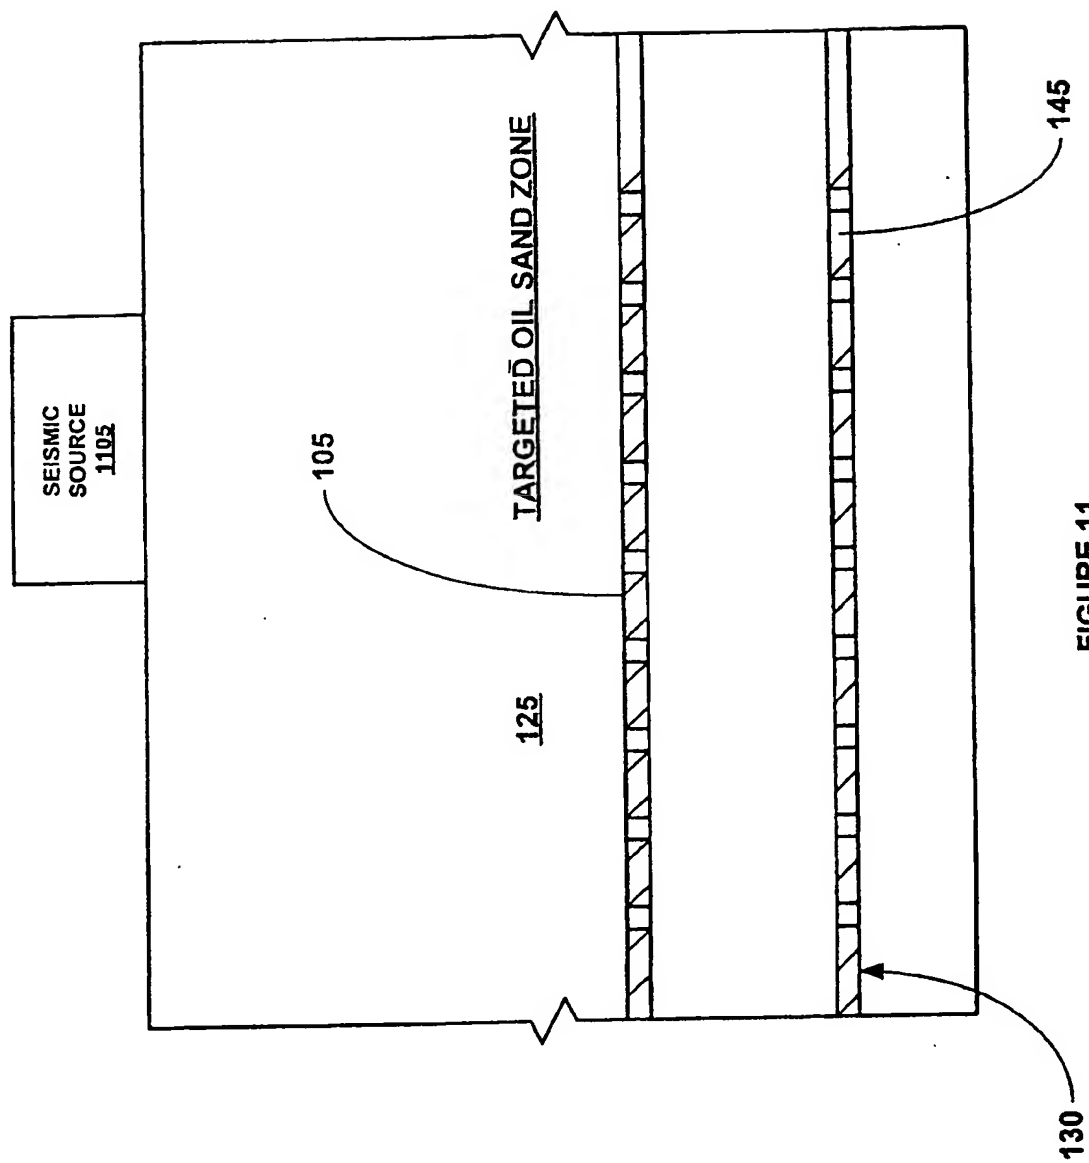 SEISMIC
SOURCE
1105
105
TARGETED OIL SAND ZONE
125
145
130
FIGURE 11